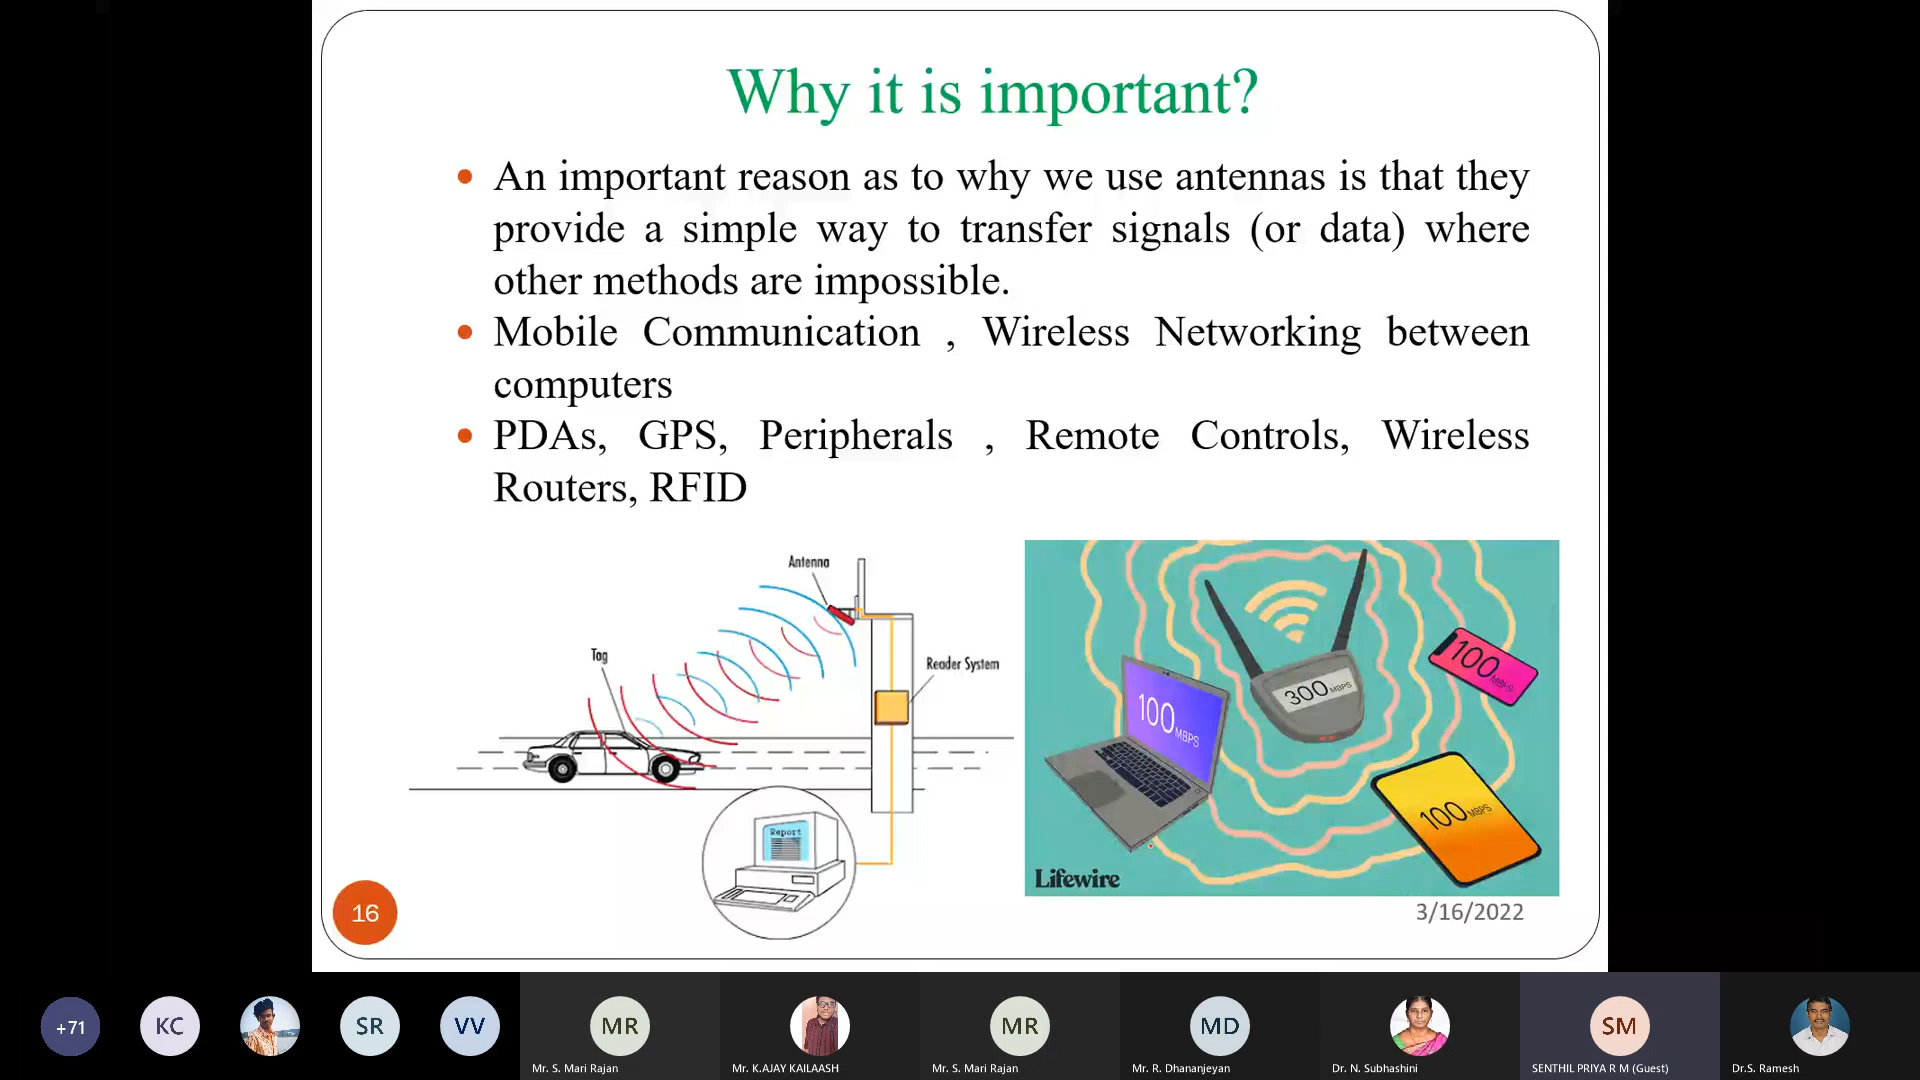 Why it is important?
• An important reason as to why we use antennas is that they
provide a simple way to transfer signals (or data) where
other methods are impossible.
• Mobile Communication , Wireless Networking between
computers
• PDAs, GPS, Peripherals , Remote Controls, Wireless
Routers, RFID
Antenna
Tag
Reader System
Report
300 MBPS
100 MBPS
100 MBPS
100 MBPS
Lifewire
16
3/16/2022
+71
KC
SR
VV
MR
MR
MD
SM
Mr. S. Mari Rajan
Mr. K.AJAY KAILAASH
Mr. S. Mari Rajan
Mr. R. Dhananjeyan
Dr. N. Subhashini
SENTHIL PRIYA R M (Guest)
Dr.S. Ramesh